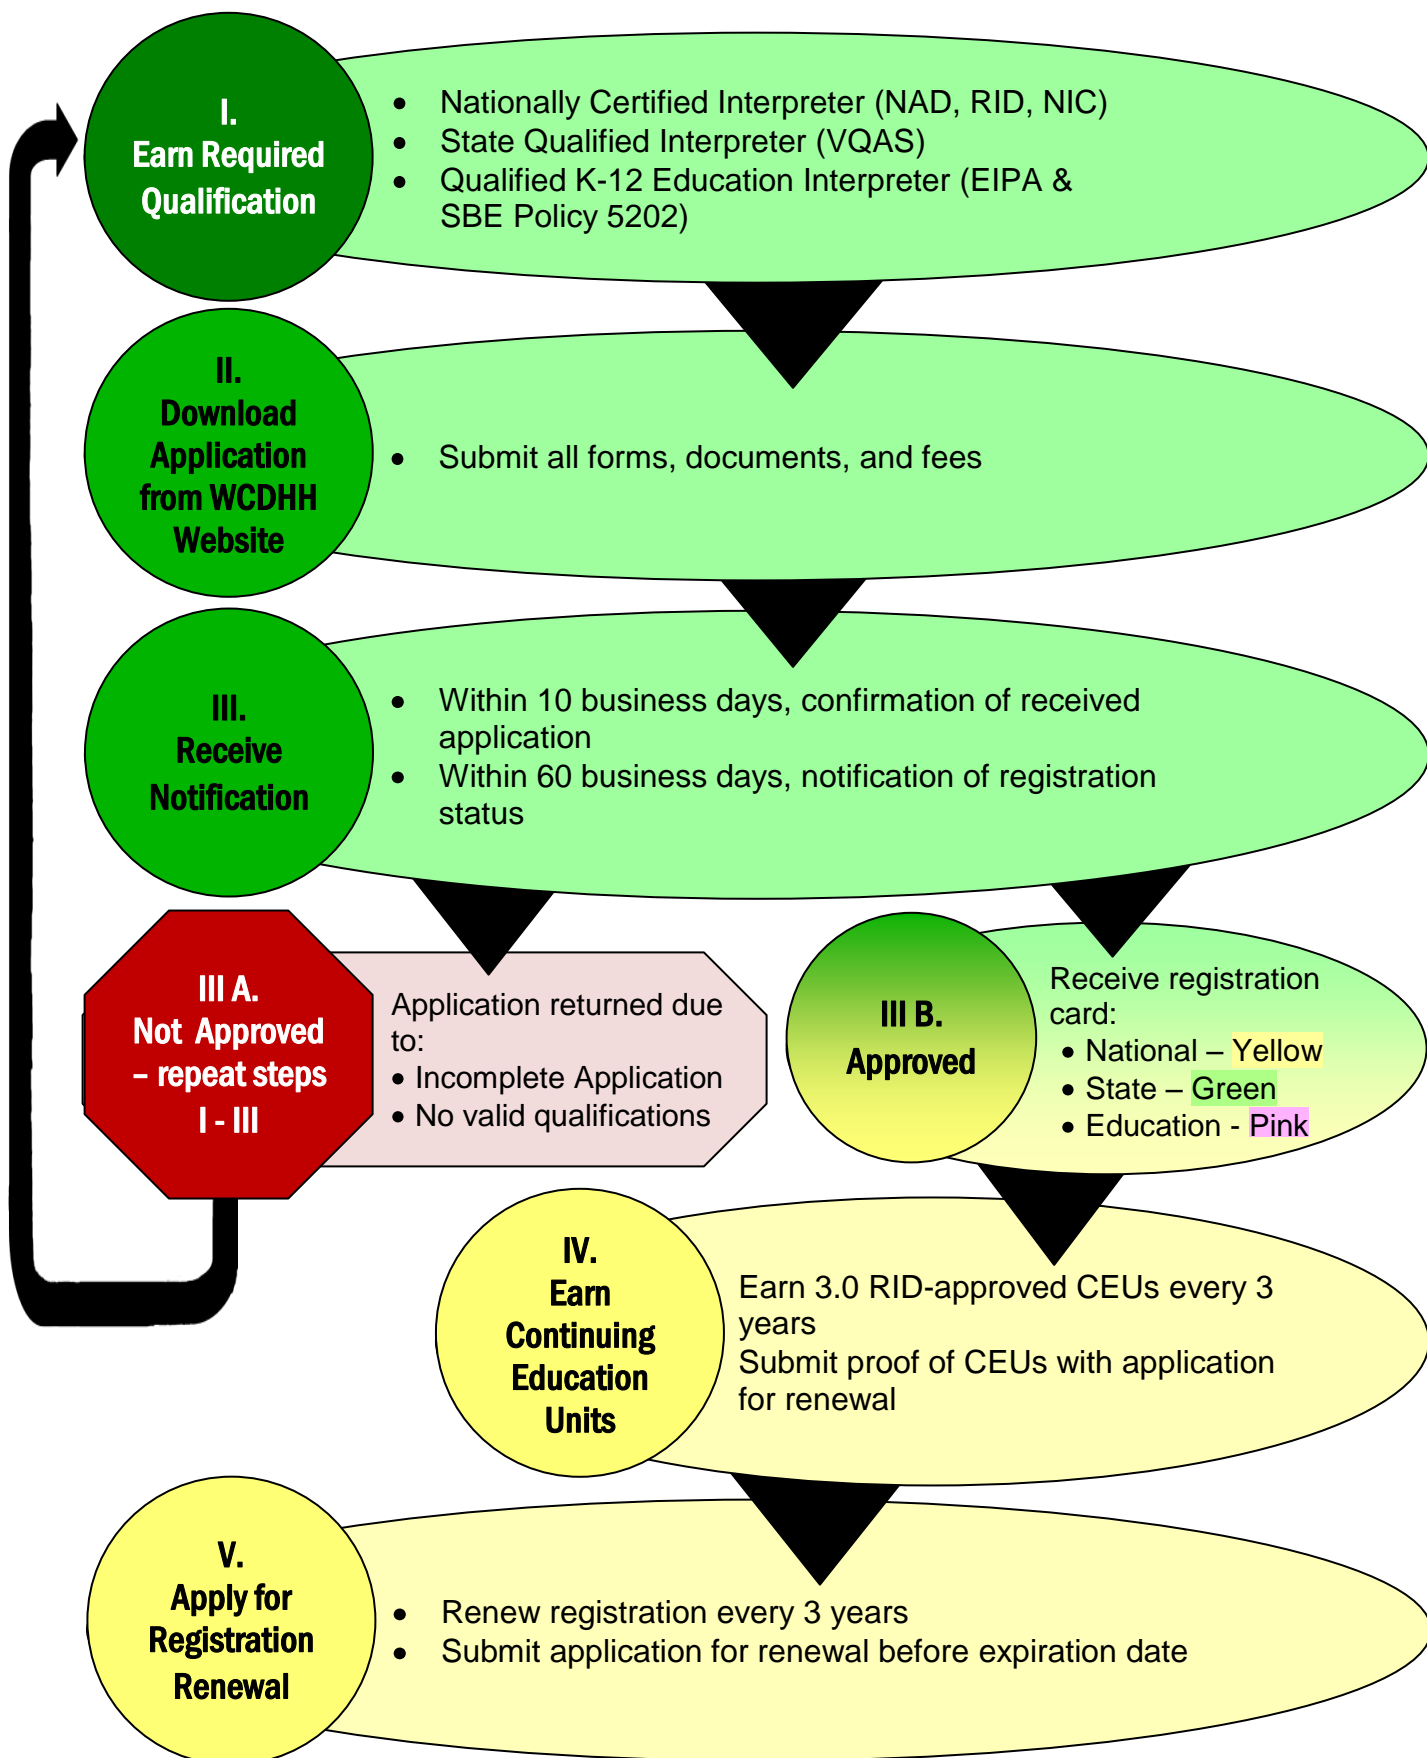 I.
Earn Required
Qualification
• Nationally Certified Interpreter (NAD, RID, NIC)
• State Qualified Interpreter (VQAS)
• Qualified K-12 Education Interpreter (EIPA &
SBE Policy 5202)
II.
Download
Application
from WCDHH
Website
• Submit all forms, documents, and fees
III.
Receive
Notification
• Within 10 business days, confirmation of received
application
• Within 60 business days, notification of registration
status
III A.
Not Approved
– repeat steps
I - III
Application returned due
to:
• Incomplete Application
• No valid qualifications
III B.
Approved
Receive registration
card:
• National – Yellow
• State – Green
• Education - Pink
IV.
Earn
Continuing
Education
Units
Earn 3.0 RID-approved CEUs every 3
years
Submit proof of CEUs with application
for renewal
V.
Apply for
Registration
Renewal
• Renew registration every 3 years
• Submit application for renewal before expiration date